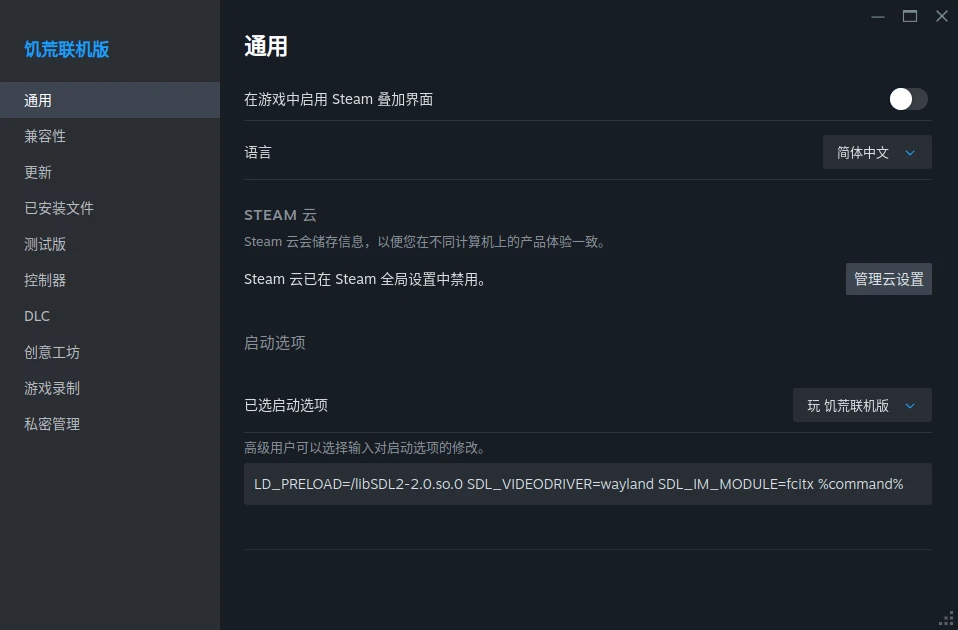 饥荒联机版
通用
兼容性
更新
已安装文件
测试版
控制器
DLC
创意工坊
游戏录制
私密管理
通用
在游戏中启用 Steam 叠加界面
语言
简体中文
STEAM 云
Steam 云会储存信息，以便您在不同计算机上的产品体验一致。
Steam 云已在 Steam 全局设置中禁用。
管理云设置
启动选项
已选启动选项
玩 饥荒联机版
高级用户可以选择输入对启动选项的修改。
LD_PRELOAD=/libSDL2-2.0.so.0 SDL_VIDEODRIVER=wayland SDL_IM_MODULE=fcitx %command%